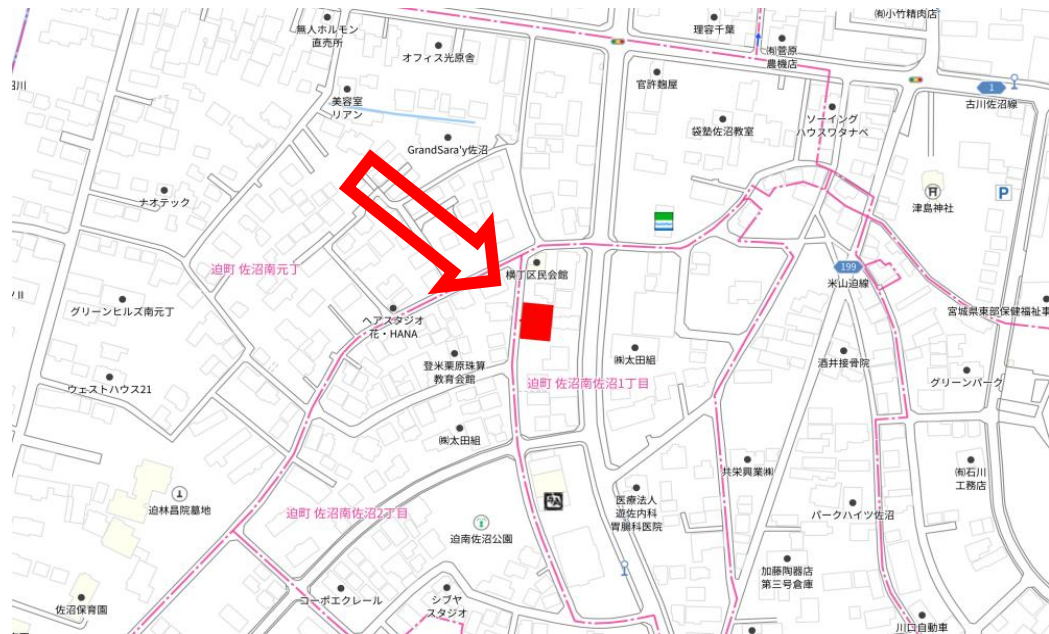 ㈲小竹精肉店
無人ホルモン
直売所
理容千葉
オフィス光原舎
㈲菅原
農機店
沼川
官許麴屋
1
古川佐沼線
美容室
リアン
ソーイング
ハウスワタナベ
袋塾佐沼教室
GrandSara'y佐沼
ナオテック
津島神社
P
迫町 佐沼南元丁
横丁区民会館
199
米山迫線
グリーンヒルズ南元丁
ヘアスタジオ
花・HANA
宮城県東部保健福祉事
登米栗原珠算
教育会館
㈱太田組
酒井接骨院
迫町 佐沼南佐沼1丁目
グリーンパーク
ウェストハウス21
㈱太田組
共栄興業㈱
㈲石川
工務店
迫林昌院墓地
医療法人
遊佐内科
胃腸科医院
パークハイツ佐沼
迫町 佐沼南佐沼2丁目
迫南佐沼公園
加藤陶器店
第三号倉庫
佐沼保育園
コーポエクレール
シブヤ
スタジオ
川口自動車